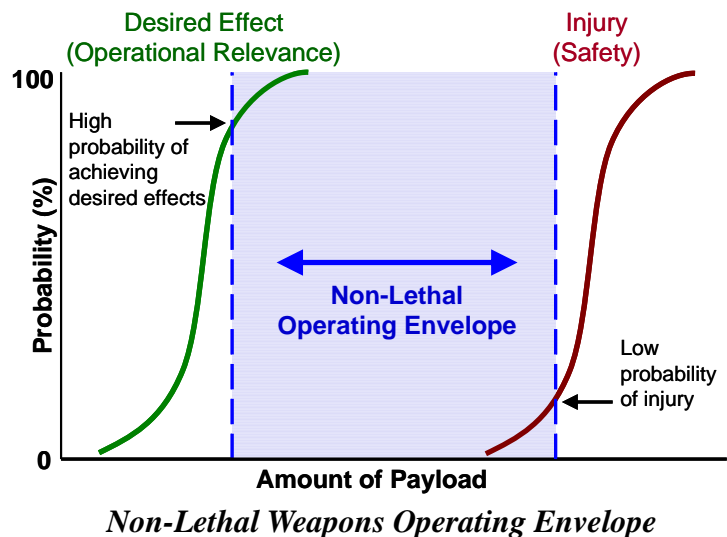 Desired Effect
(Operational Relevance)
Injury
(Safety)
100
High
probability of
achieving
desired effects
Probability (%)
Non-Lethal
Operating Envelope
Low
probability
of injury
0
Amount of Payload
Non-Lethal Weapons Operating Envelope